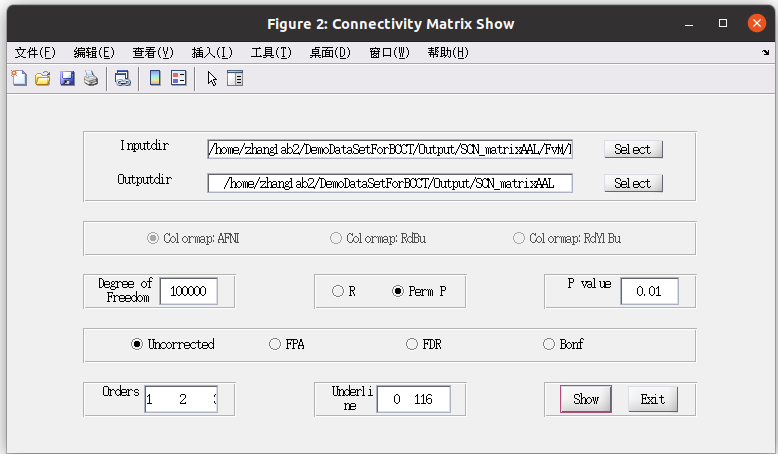 Figure 2: Connectivity Matrix Show
文件(F) 编辑(E) 查看(V) 插入(I) 工具(T) 桌面(D) 窗口(W) 帮助(H)
Inputdir /home/zhanglab2/DemoDataSetForBCCT/Output/SCN_matrixAAL/FvM/ Select
Outputdir /home/zhanglab2/DemoDataSetForBCCT/Output/SCN_matrixAAL Select
Colormap:AFNI Colormap:RdBu Colormap:RdYlBu
Degree of
Freedom 100000 R Perm P P value 0.01
Uncorrected FPA FDR Bonf
Orders 1 2 Underli
ne 0 116 Show Exit